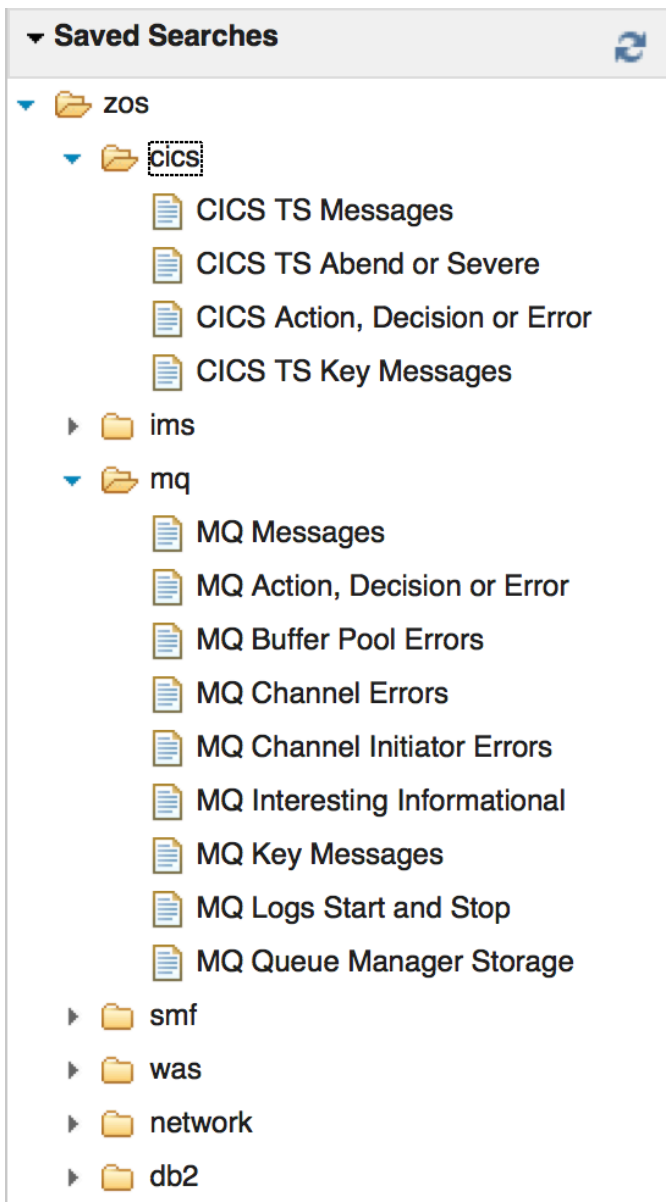 Saved Searches
zos
cics
CICS TS Messages
CICS TS Abend or Severe
CICS Action, Decision or Error
CICS TS Key Messages
ims
mq
MQ Messages
MQ Action, Decision or Error
MQ Buffer Pool Errors
MQ Channel Errors
MQ Channel Initiator Errors
MQ Interesting Informational
MQ Key Messages
MQ Logs Start and Stop
MQ Queue Manager Storage
smf
was
network
db2